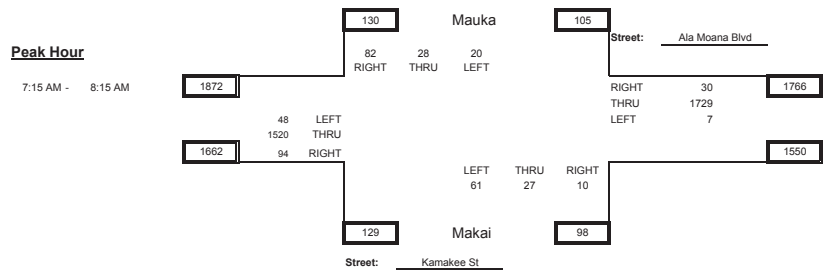 130 Mauka 105
Street: Ala Moana Blvd
Peak Hour
82 28 20
RIGHT THRU LEFT
7:15 AM - 8:15 AM
1872
RIGHT 30
1766
THRU 1729
LEFT 7
48 LEFT
1520 THRU
1662
94 RIGHT
1550
LEFT THRU RIGHT
61 27 10
129 Makai 98
Street: Kamakee St